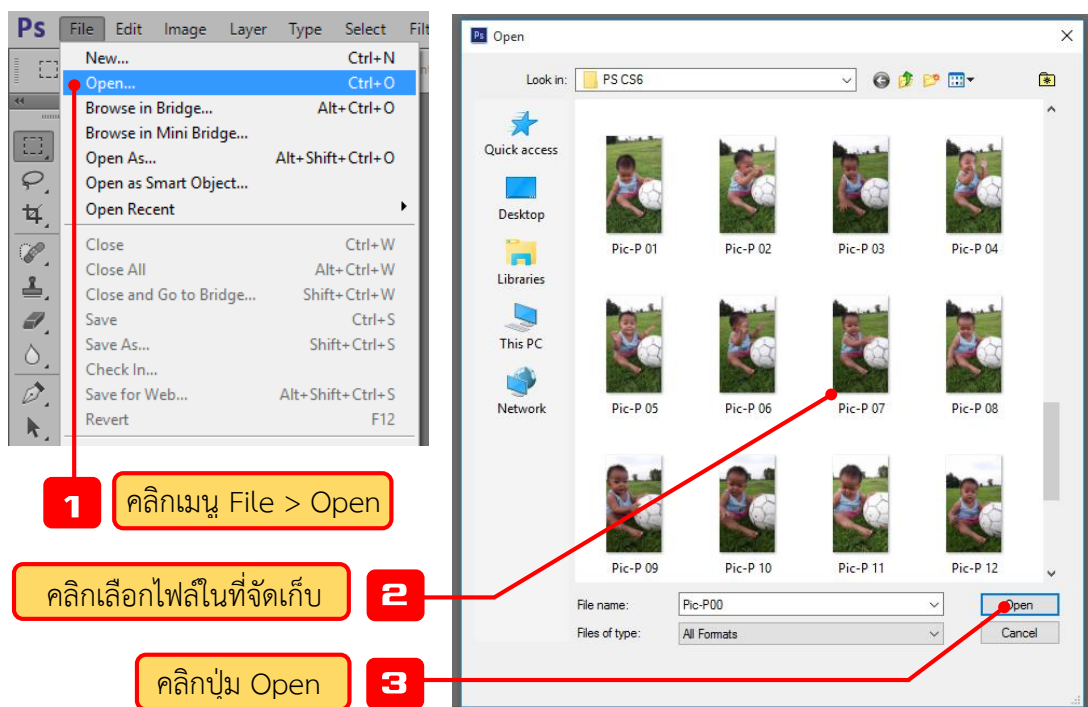 Ps File Edit Image Layer Type Select Filt
New... Ctrl+N
Open... Ctrl+O
Browse in Bridge... Alt+Ctrl+O
Browse in Mini Bridge...
Open As... Alt+Shift+Ctrl+O
Open as Smart Object...
Open Recent
Close Ctrl+W
Close All Alt+Ctrl+W
Close and Go to Bridge... Shift+Ctrl+W
Save Ctrl+S
Save As... Shift+Ctrl+S
Check In...
Save for Web... Alt+Shift+Ctrl+S
Revert F12
1 คลิกเมนู File > Open
คลิกเลือกไฟล์ในที่จัดเก็บ 2
คลิกปุ่ม Open 3
Ps Open
Look in: PS CS6
Quick access
Desktop
Libraries
This PC
Network
Pic-P 01 Pic-P 02 Pic-P 03 Pic-P 04
Pic-P 05 Pic-P 06 Pic-P 07 Pic-P 08
Pic-P 09 Pic-P 10 Pic-P 11 Pic-P 12
File name: Pic-P00 Open
Files of type: All Formats Cancel